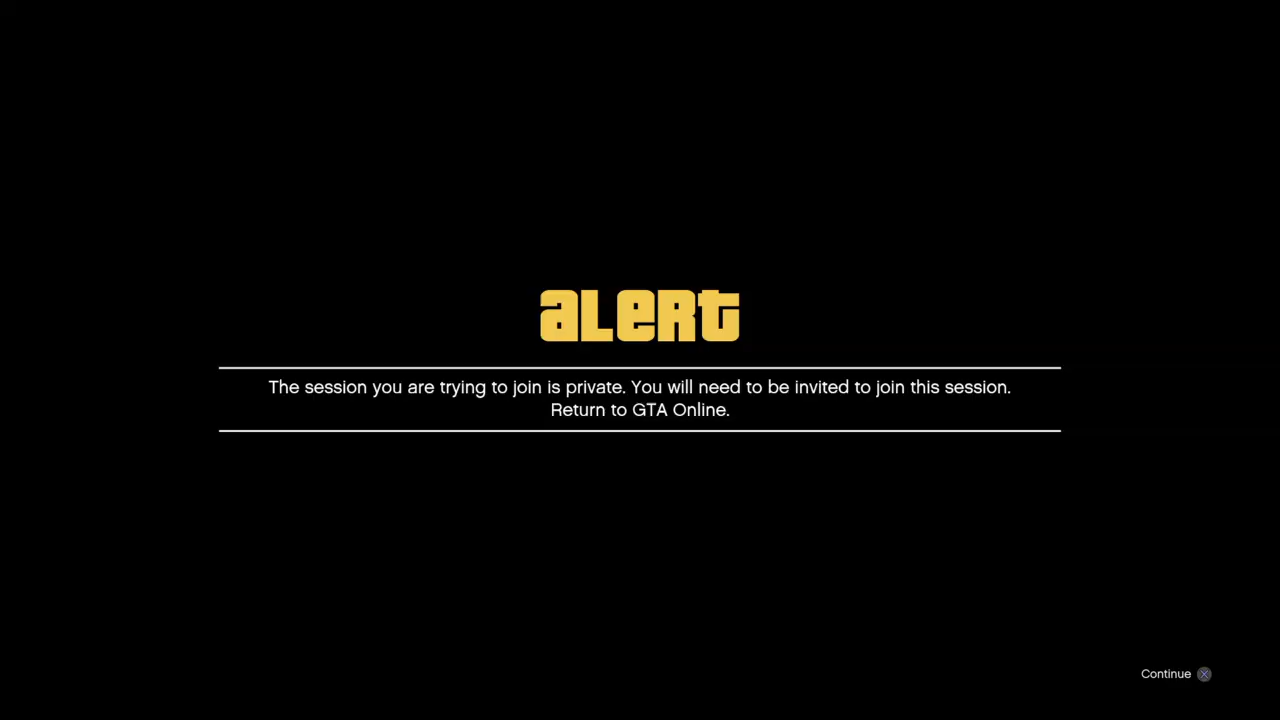 alert
The session you are trying to join is private. You will need to be invited to join this session.
Return to GTA Online.
Continue